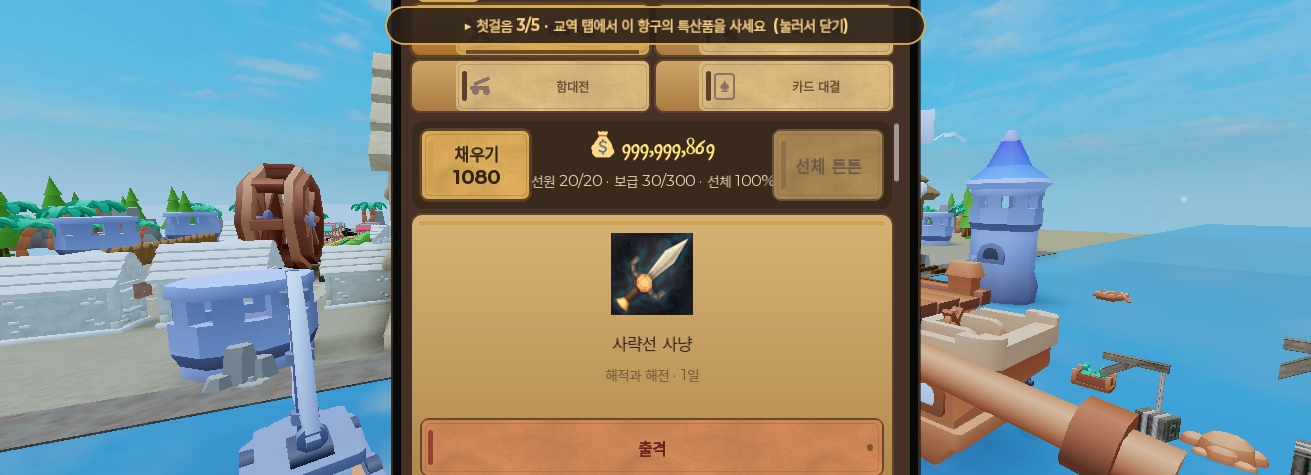 ▸ 첫걸음 3/5 · 교역 탭에서 이 항구의 특산품을 사세요 (눌러서 닫기)
함대전
카드 대결
채우기
1080
999,999,869
선원 20/20 · 보급 30/300 · 선체 100%
선체 튼튼
사략선 사냥
해적과 해전 · 1일
출격